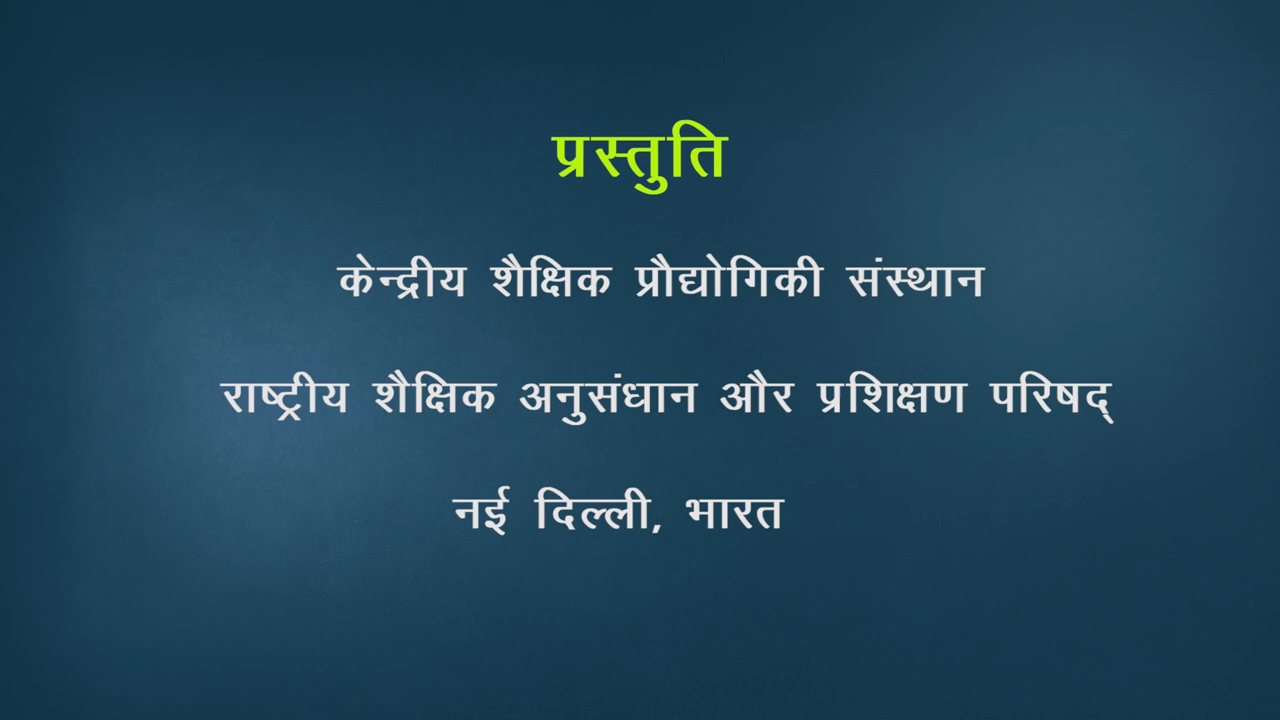 प्रस्तुति
केन्द्रीय शैक्षिक प्रौद्योगिकी संस्थान
राष्ट्रीय शैक्षिक अनुसंधान और प्रशिक्षण परिषद्
नई दिल्ली, भारत